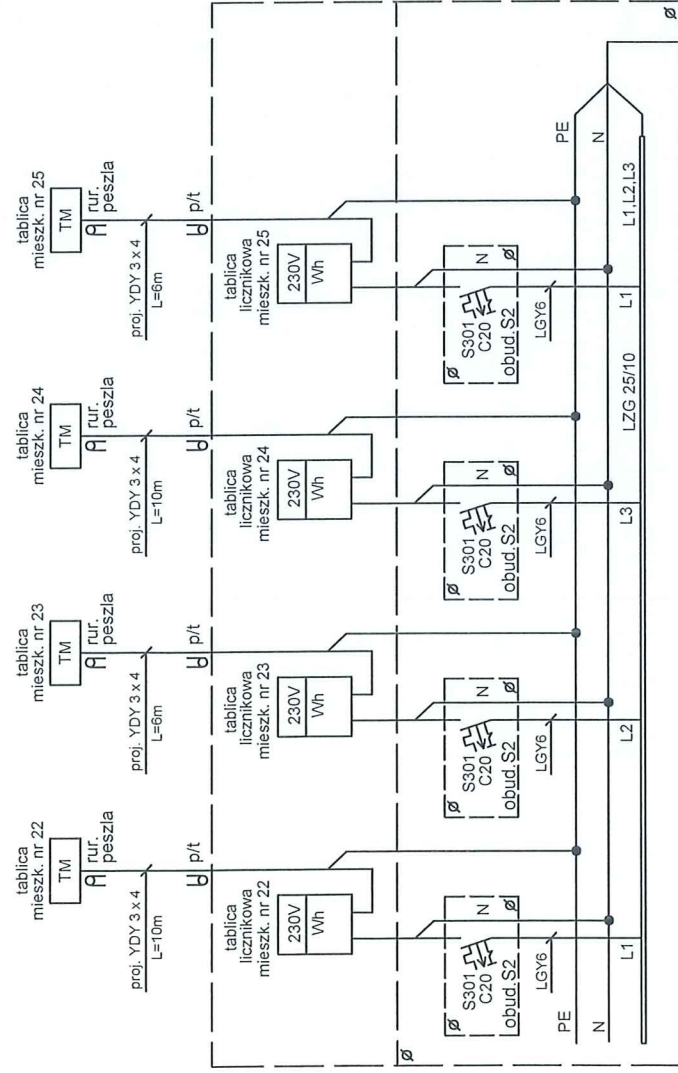 tablica
mieszk. nr 22
TM
rur.
peszla
proj. YDY 3 x 4
L=10m
p/t
tablica
licznikowa
mieszk. nr 22
230V
Wh
S301
C20
obud.S2
N
LGY6
L1
PE
N
tablica
mieszk. nr 23
TM
rur.
peszla
proj. YDY 3 x 4
L=6m
p/t
tablica
licznikowa
mieszk. nr 23
230V
Wh
S301
C20
obud.S2
N
LGY6
L2
tablica
mieszk. nr 24
TM
rur.
peszla
proj. YDY 3 x 4
L=10m
p/t
tablica
licznikowa
mieszk. nr 24
230V
Wh
S301
C20
obud.S2
N
LGY6
L3
LZG 25/10
tablica
mieszk. nr 25
TM
rur.
peszla
proj. YDY 3 x 4
L=6m
p/t
tablica
licznikowa
mieszk. nr 25
230V
Wh
S301
C20
obud.S2
N
LGY6
L1
L1,L2,L3
PE
N